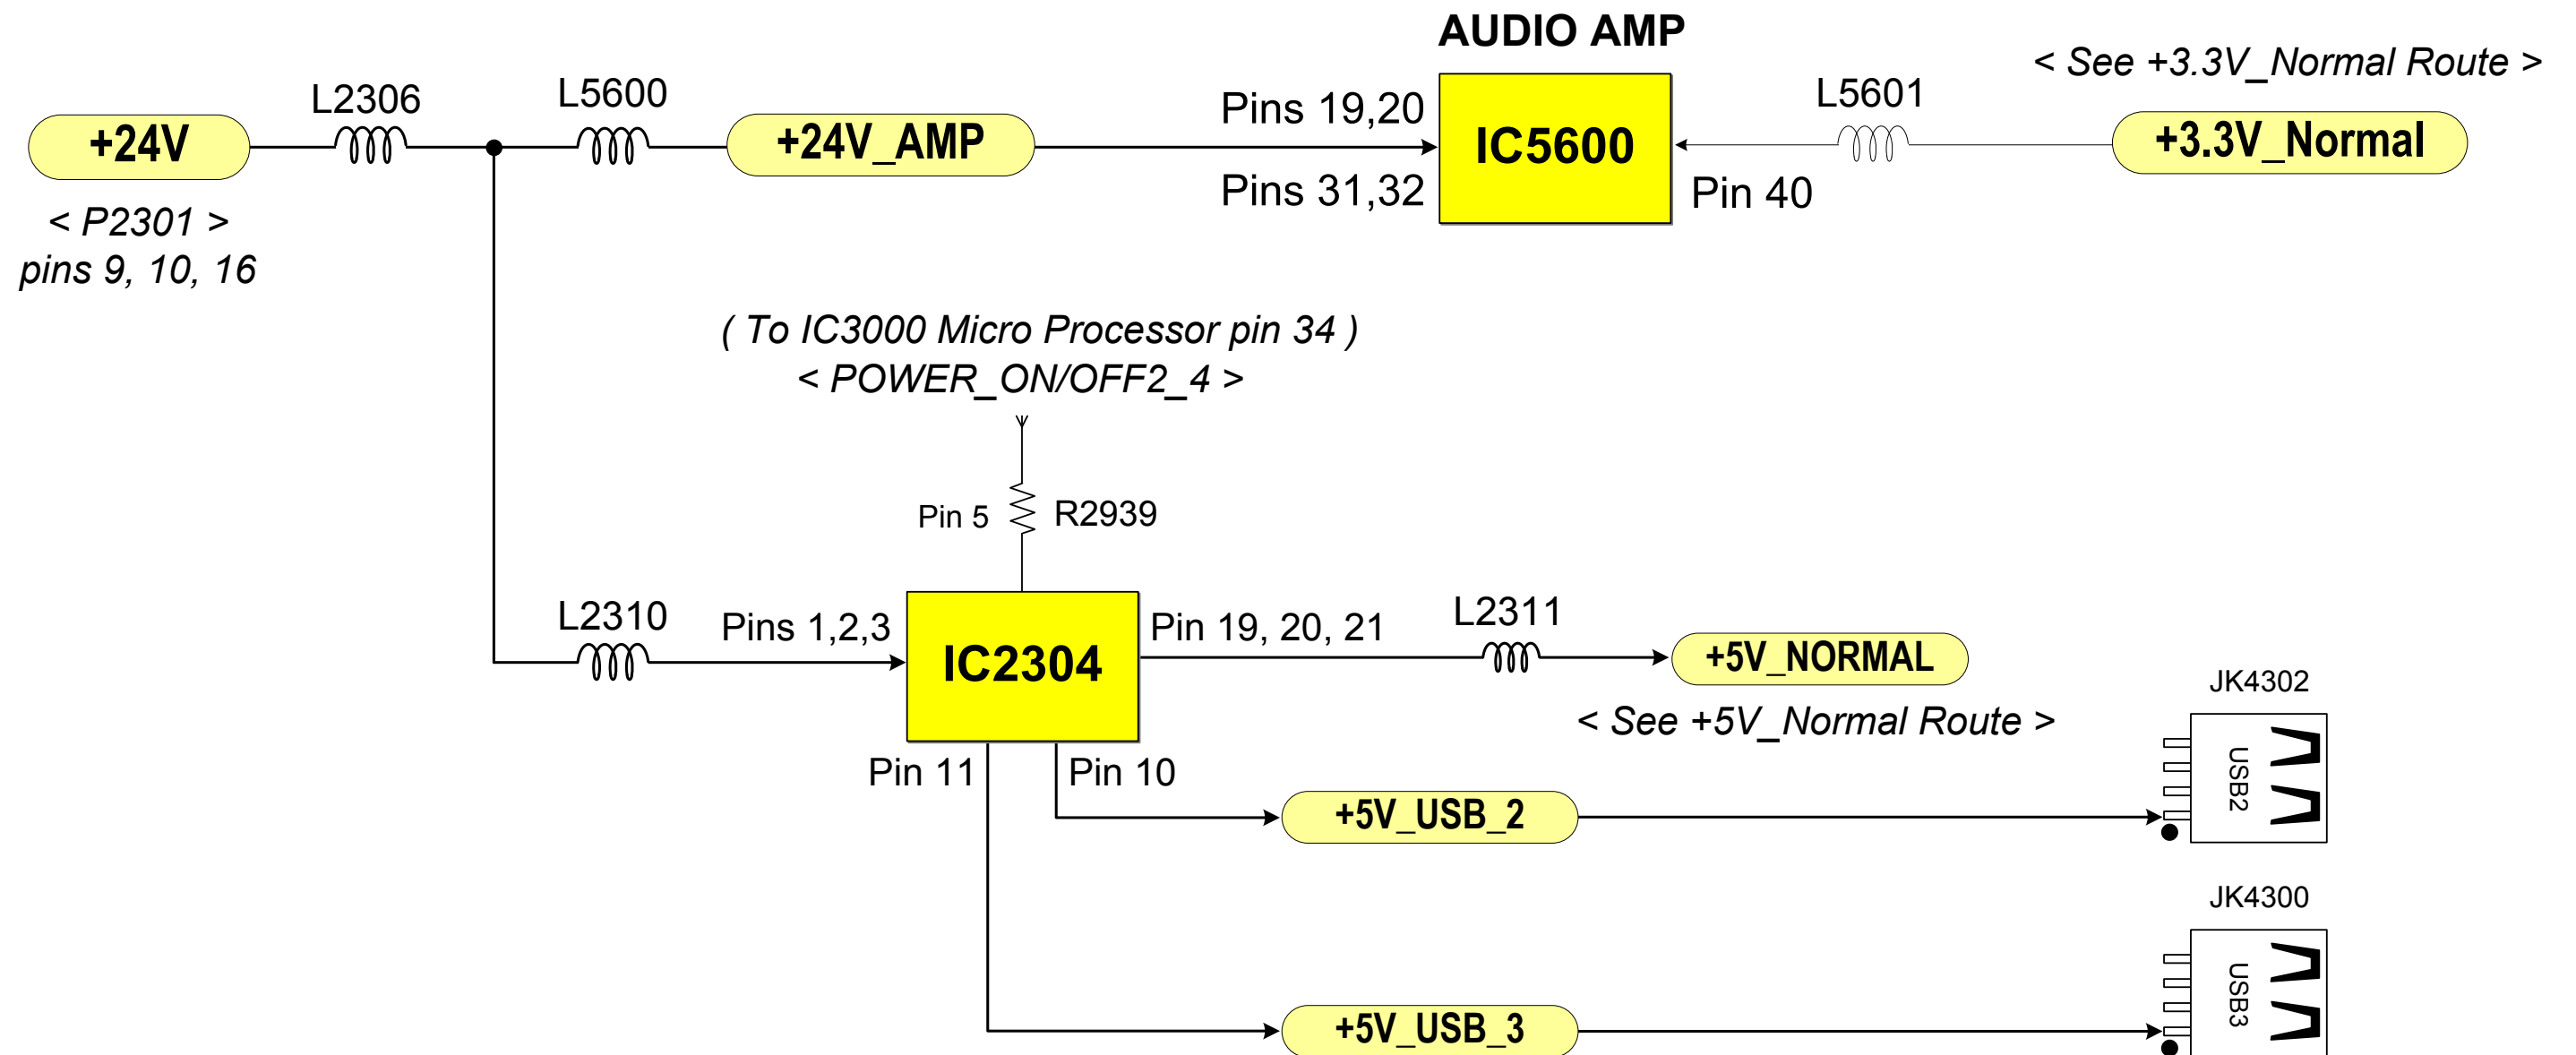 AUDIO AMP
< See +3.3V_Normal Route >
L2306
L5600
L5601
+24V
+24V_AMP
Pins 19,20
IC5600
+3.3V_Normal
Pins 31,32
Pin 40
< P2301 >
pins 9, 10, 16
( To IC3000 Micro Processor pin 34 )
< POWER_ON/OFF2_4 >
Pin 5
R2939
L2310
Pins 1,2,3
IC2304
Pin 19, 20, 21
L2311
+5V_NORMAL
< See +5V_Normal Route >
JK4302
USB2
Pin 11
Pin 10
+5V_USB_2
JK4300
USB3
+5V_USB_3